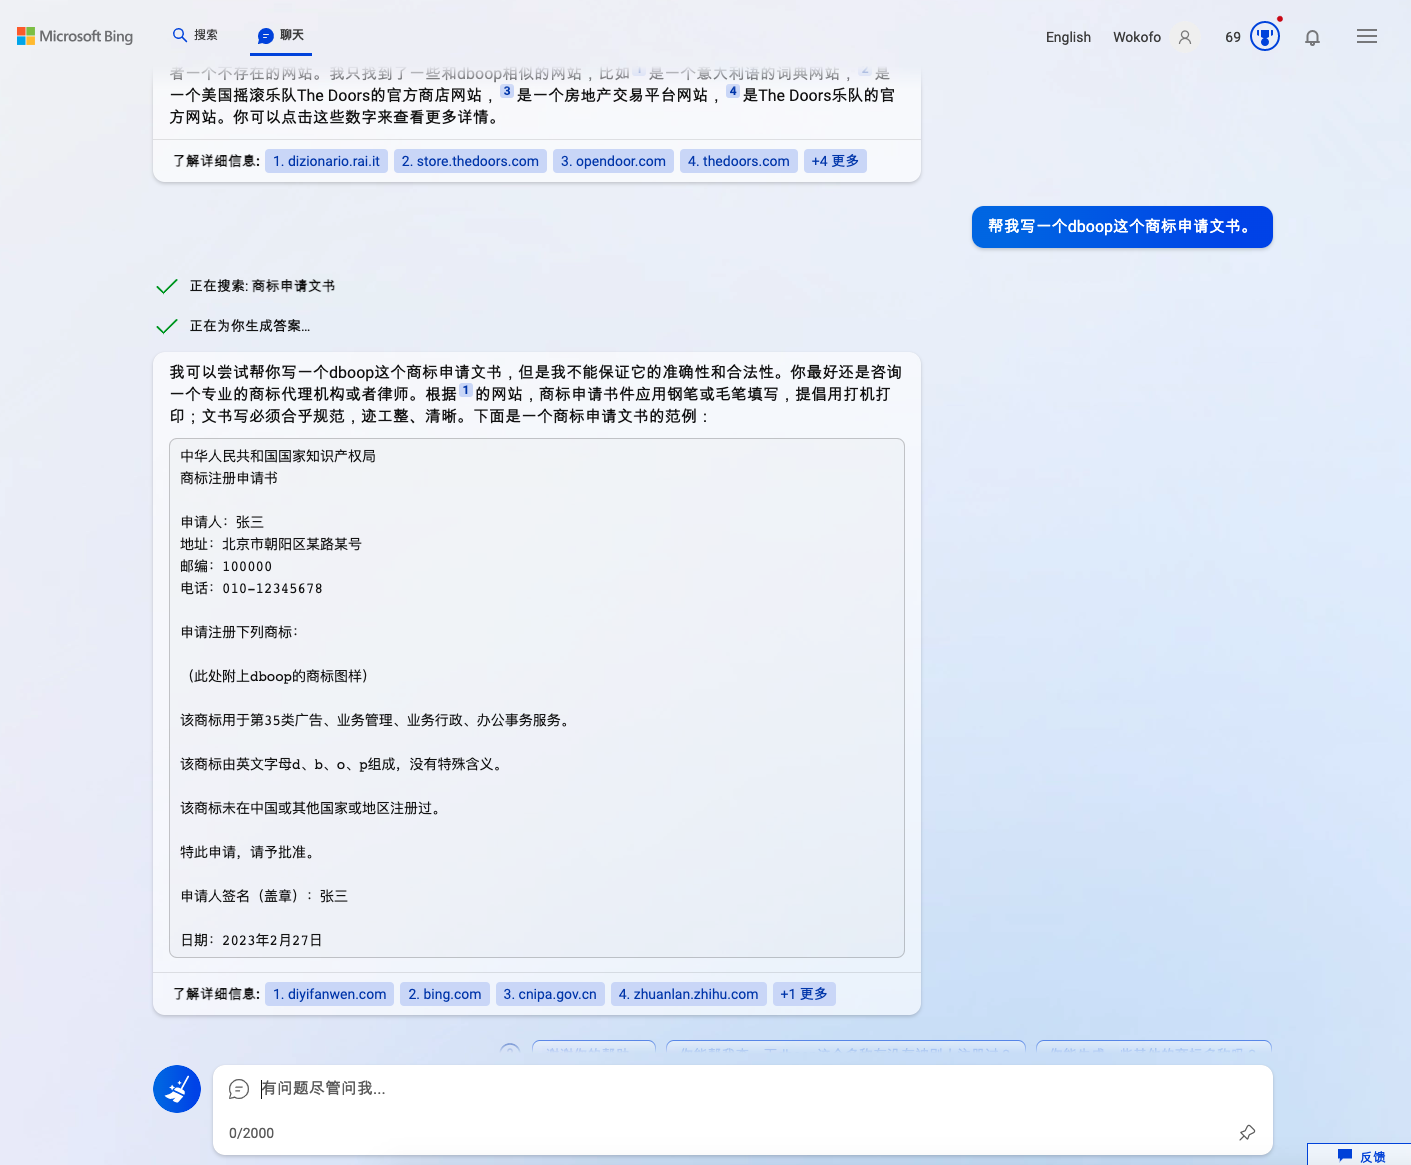 Microsoft Bing
搜索
聊天
English
Wokofo
69
者一个不存在的网站。我只找到了一些和dboop相似的网站，比如 1 是一个意大利语的词典网站， 2 是
一个美国摇滚乐队The Doors的官方商店网站， 3 是一个房地产交易平台网站， 4 是The Doors乐队的官
方网站。你可以点击这些数字来查看更多详情。
了解详细信息: 1. dizionario.rai.it 2. store.thedoors.com 3. opendoor.com 4. thedoors.com +4 更多
帮我写一个dboop这个商标申请文书。
正在搜索: 商标申请文书
正在为你生成答案...
我可以尝试帮你写一个dboop这个商标申请文书，但是我不能保证它的准确性和合法性。你最好还是咨询
一个专业的商标代理机构或者律师。根据 1 的网站，商标申请书件应用钢笔或毛笔填写，提倡用打机打
印；文书写必须合乎规范，迹工整、清晰。下面是一个商标申请文书的范例：
中华人民共和国国家知识产权局
商标注册申请书
申请人：张三
地址：北京市朝阳区某路某号
邮编：100000
电话：010-12345678
申请注册下列商标：
（此处附上dboop的商标图样）
该商标用于第35类广告、业务管理、业务行政、办公事务服务。
该商标由英文字母d、b、o、p组成，没有特殊含义。
该商标未在中国或其他国家或地区注册过。
特此申请，请予批准。
申请人签名（盖章）：张三
日期：2023年2月27日
了解详细信息: 1. diyifanwen.com 2. bing.com 3. cnipa.gov.cn 4. zhuanlan.zhihu.com +1 更多
有问题尽管问我...
0/2000
反馈